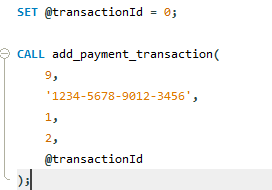 SET @transactionId = 0;
CALL add_payment_transaction(
9,
'1234-5678-9012-3456',
1,
2,
@transactionId
);